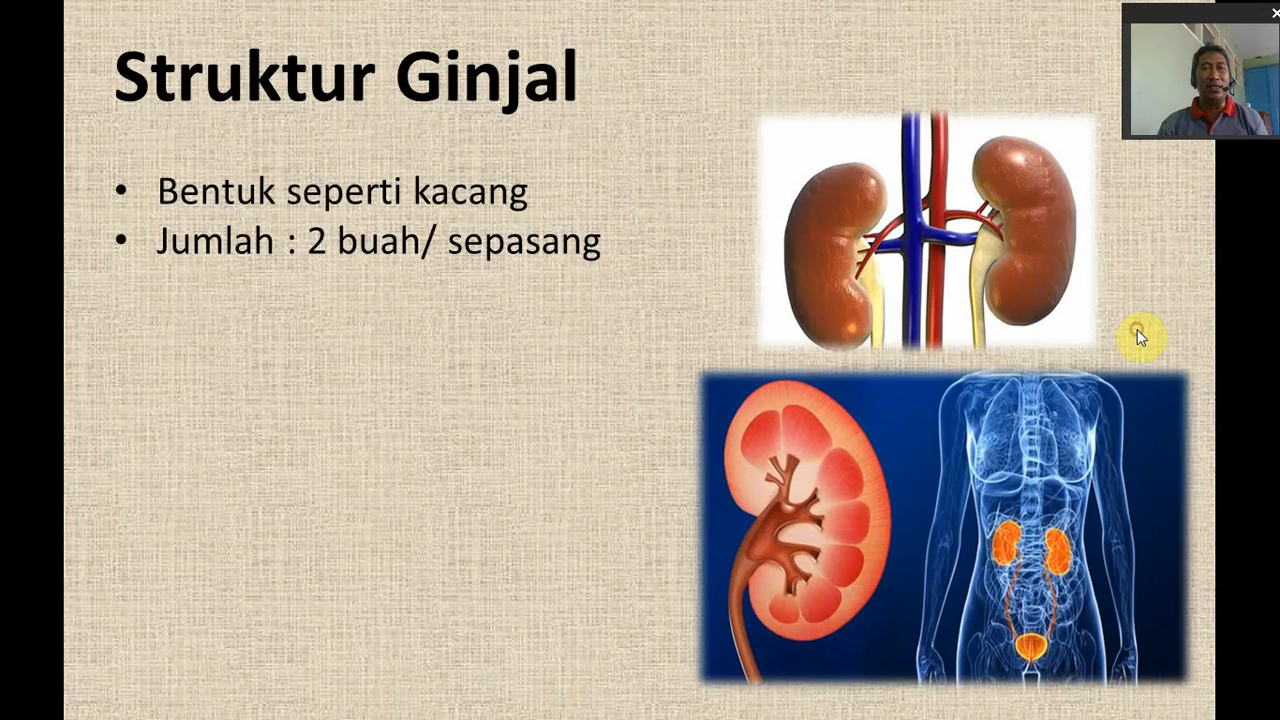 Struktur Ginjal
• Bentuk seperti kacang
• Jumlah : 2 buah/ sepasang